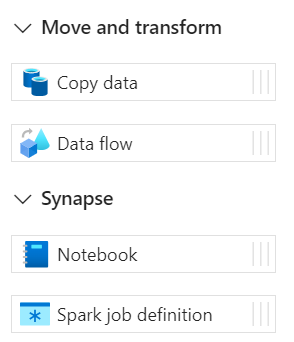 Move and transform
Copy data
Data flow
Synapse
Notebook
Spark job definition